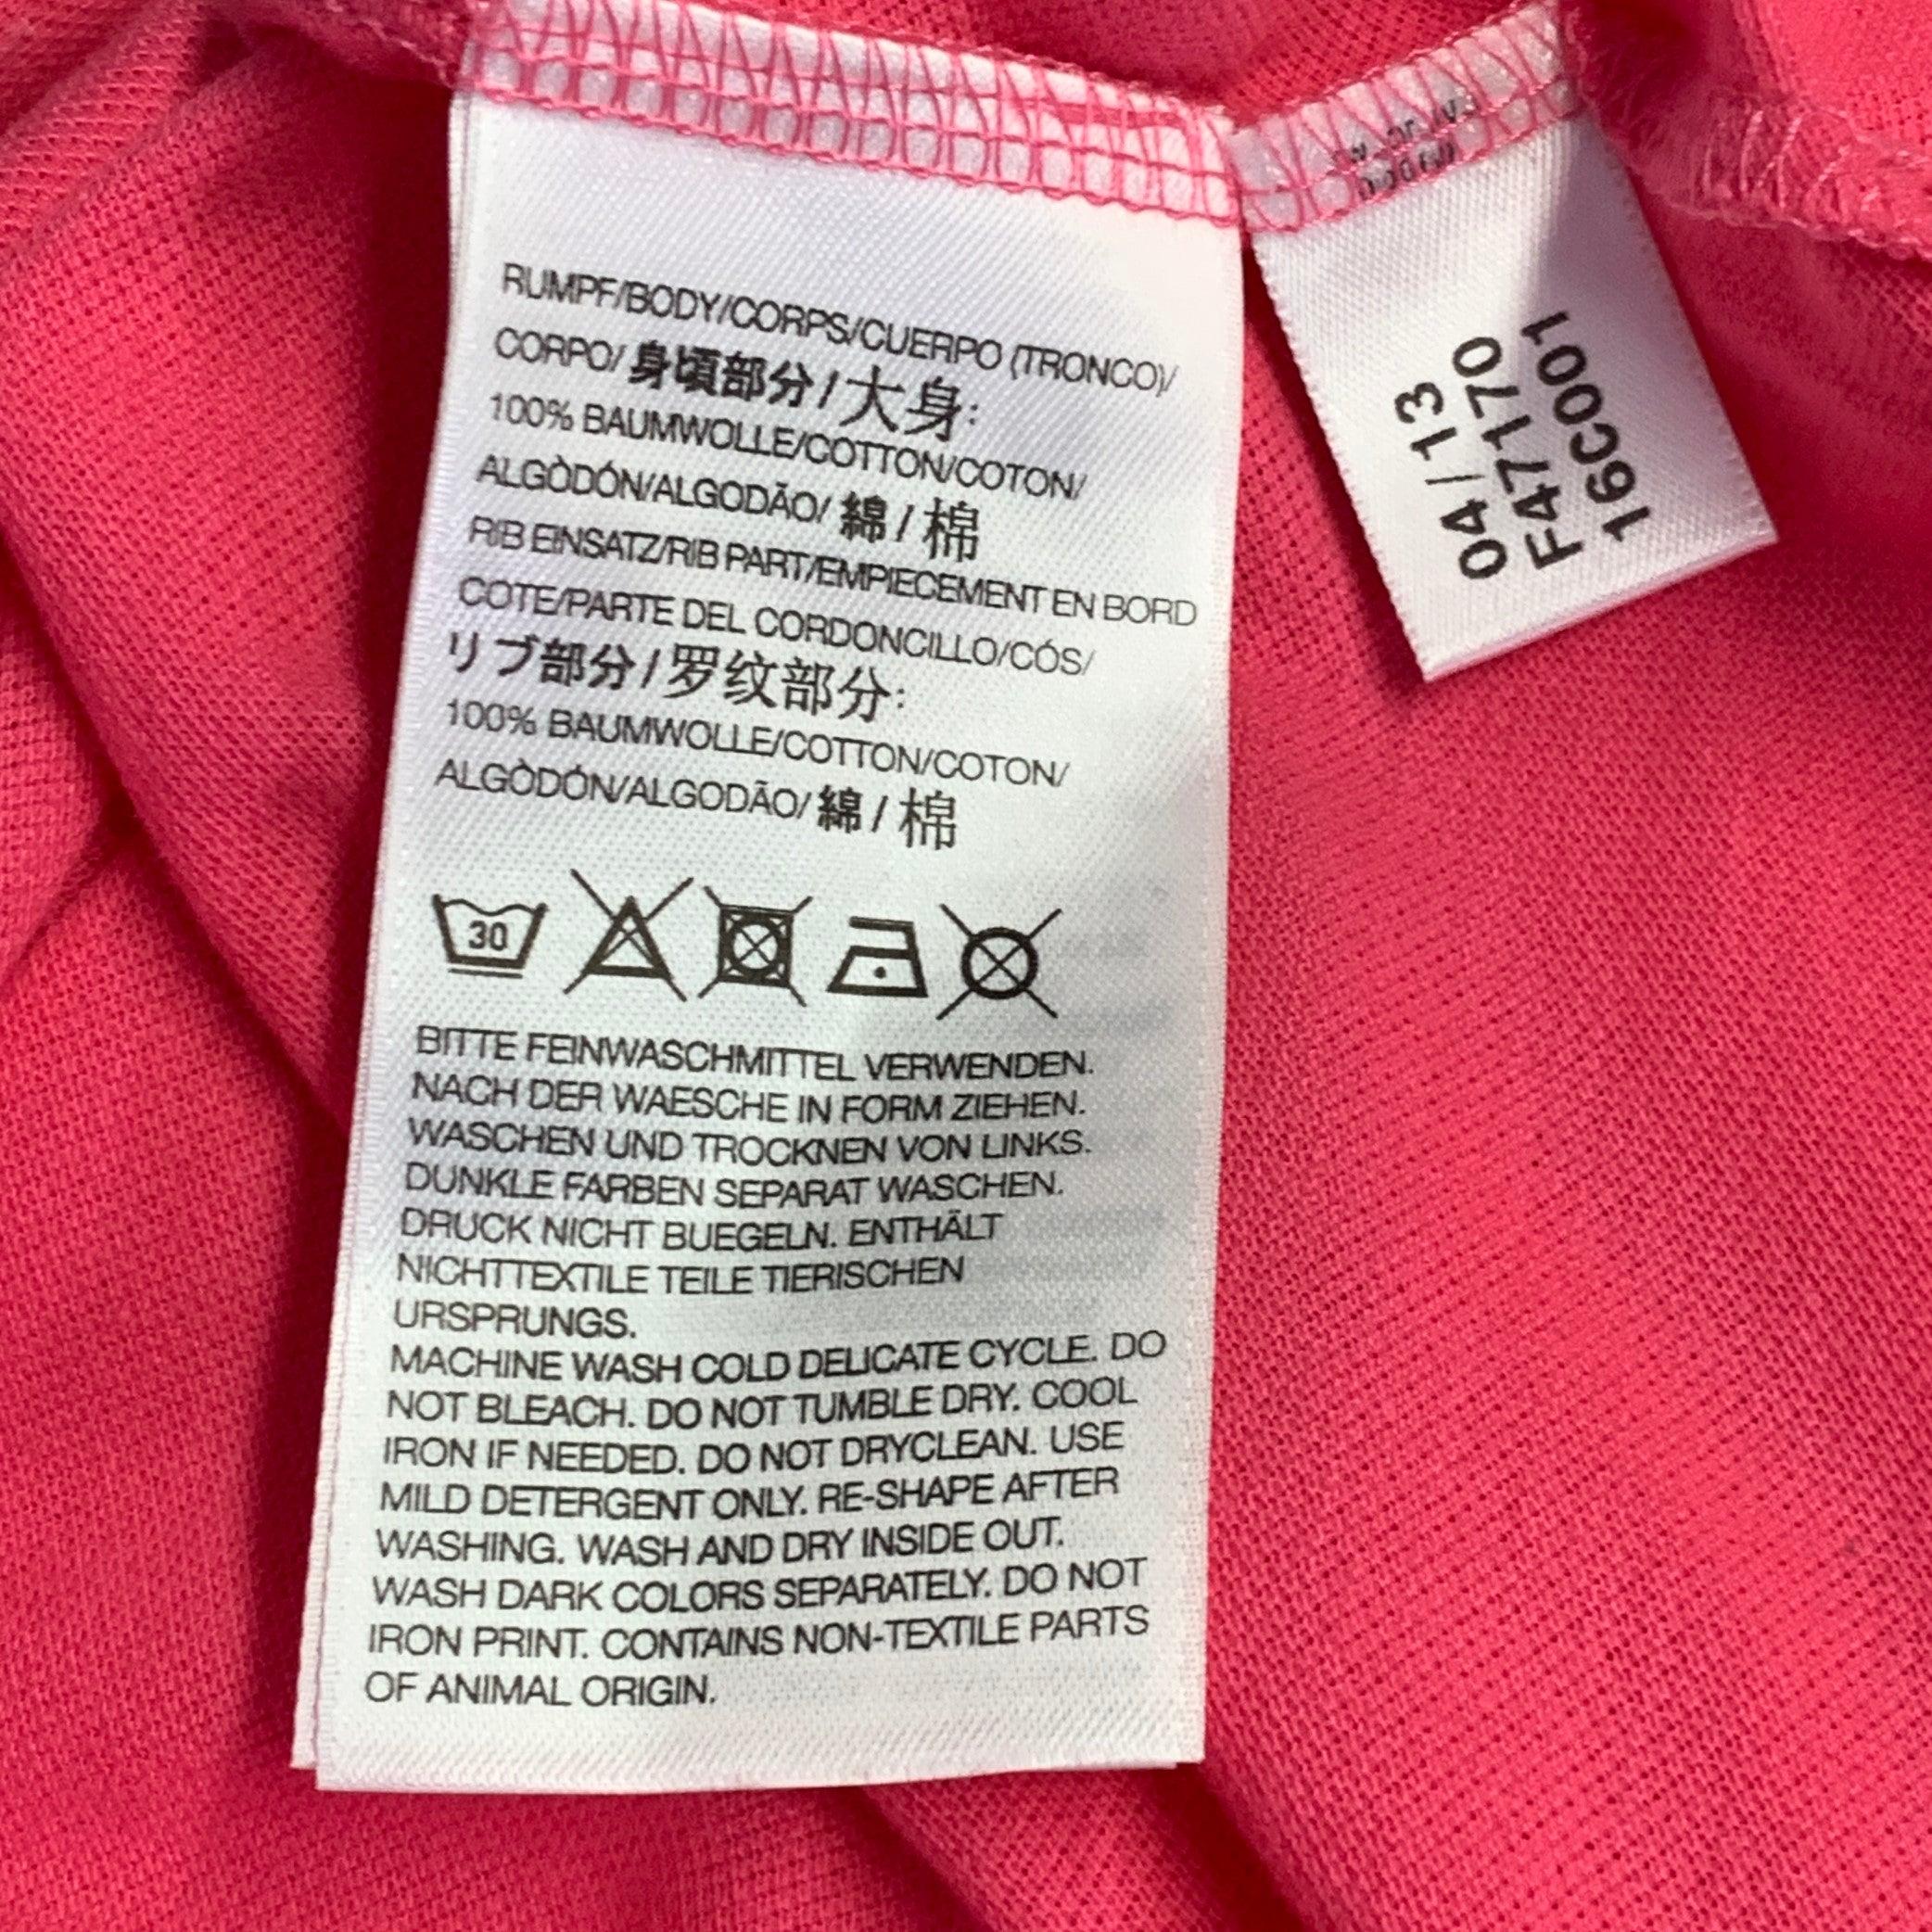 RUMPF/BODY/CORPS/CUERPO (TRONCO)/
CORPO/ 身頃部分 / 大身:
100% BAUMWOLLE/COTTON/COTON/
ALGÒDÓN/ALGODÃO/ 綿 / 棉
RIB EINSATZ/RIB PART/EMPIECEMENT EN BORD
COTE/PARTE DEL CORDONCILLO/CÓS/
リブ部分 / 罗纹部分:
100% BAUMWOLLE/COTTON/COTON/
ALGÒDÓN/ALGODÃO/ 綿 / 棉
30
BITTE FEINWASCHMITTEL VERWENDEN.
NACH DER WAESCHE IN FORM ZIEHEN.
WASCHEN UND TROCKNEN VON LINKS.
DUNKLE FARBEN SEPARAT WASCHEN.
DRUCK NICHT BUEGELN. ENTHÄLT
NICHTTEXTILE TEILE TIERISCHEN
URSPRUNGS.
MACHINE WASH COLD DELICATE CYCLE. DO
NOT BLEACH. DO NOT TUMBLE DRY. COOL
IRON IF NEEDED. DO NOT DRYCLEAN. USE
MILD DETERGENT ONLY. RE-SHAPE AFTER
WASHING. WASH AND DRY INSIDE OUT.
WASH DARK COLORS SEPARATELY. DO NOT
IRON PRINT. CONTAINS NON-TEXTILE PARTS
OF ANIMAL ORIGIN.
04/13
F47170
16C001